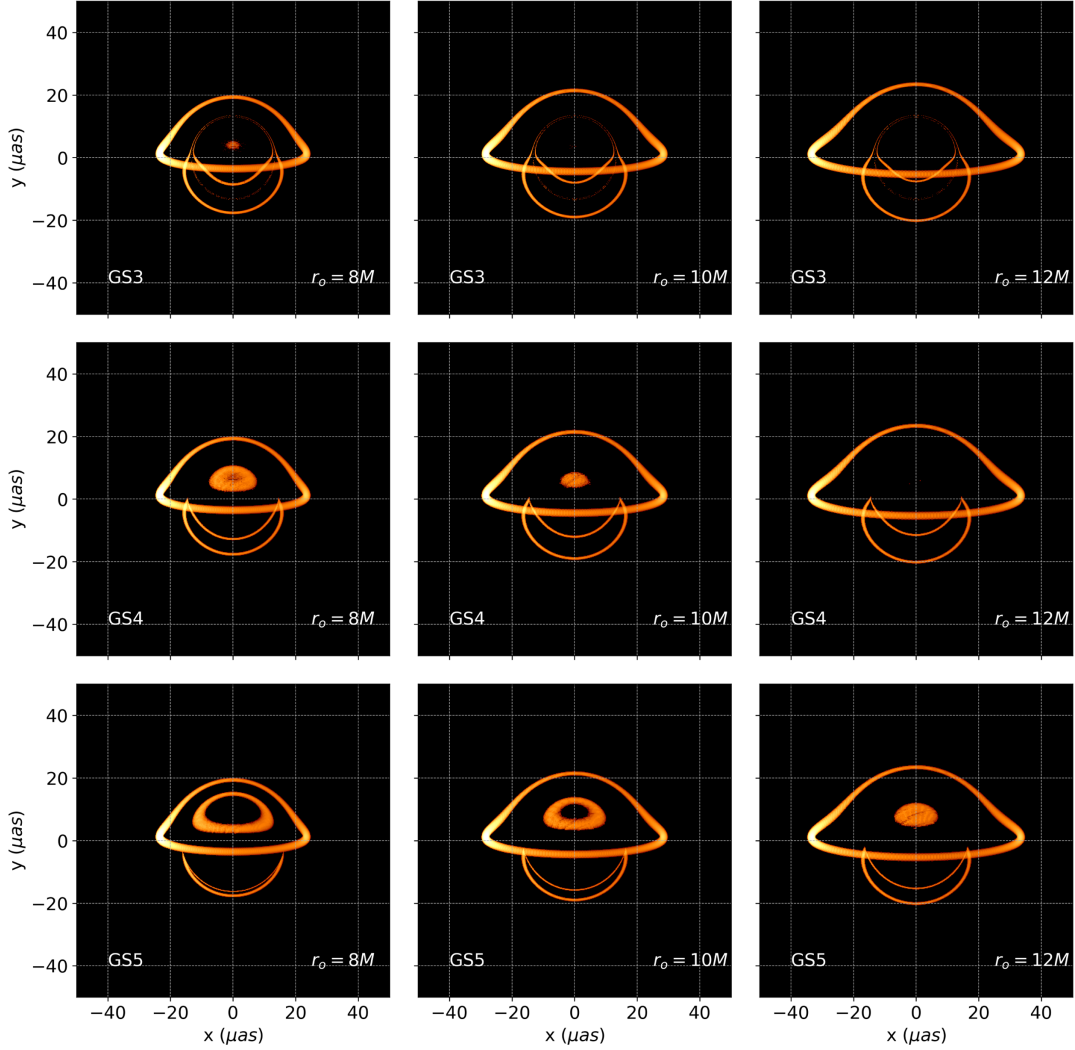 40
20
0
−20
−40
y (μas)
GS3
r_o = 8M
GS3
r_o = 10M
GS3
r_o = 12M
40
20
0
−20
−40
y (μas)
GS4
r_o = 8M
GS4
r_o = 10M
GS4
r_o = 12M
40
20
0
−20
−40
y (μas)
GS5
r_o = 8M
GS5
r_o = 10M
GS5
r_o = 12M
−40 −20 0 20 40
−40 −20 0 20 40
−40 −20 0 20 40
x (μas)
x (μas)
x (μas)